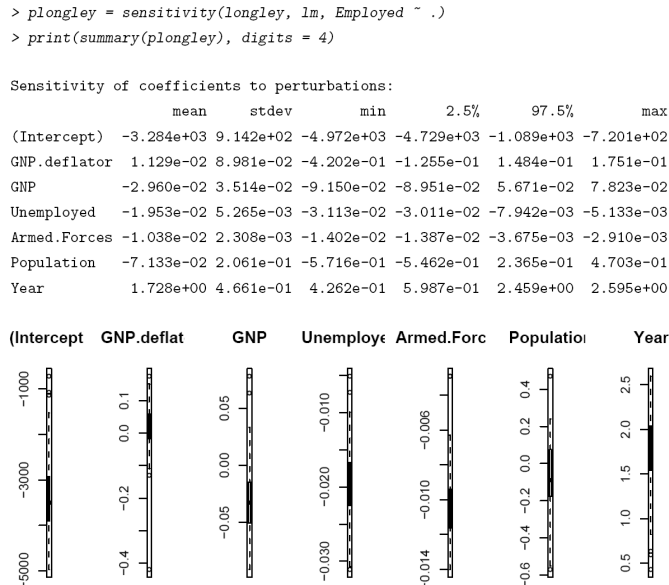 > plongley = sensitivity(longley, lm, Employed ~ .)
> print(summary(plongley), digits = 4)
Sensitivity of coefficients to perturbations:
mean stdev min 2.5% 97.5% max
(Intercept) -3.284e+03 9.142e+02 -4.972e+03 -4.729e+03 -1.089e+03 -7.201e+02
GNP.deflator 1.129e-02 8.981e-02 -4.202e-01 -1.255e-01 1.484e-01 1.751e-01
GNP -2.960e-02 3.514e-02 -9.150e-02 -8.951e-02 5.671e-02 7.823e-02
Unemployed -1.953e-02 5.265e-03 -3.113e-02 -3.011e-02 -7.942e-03 -5.133e-03
Armed.Forces -1.038e-02 2.308e-03 -1.402e-02 -1.387e-02 -3.675e-03 -2.910e-03
Population -7.133e-02 2.061e-01 -5.716e-01 -5.462e-01 2.365e-01 4.703e-01
Year 1.728e+00 4.661e-01 4.262e-01 5.987e-01 2.459e+00 2.595e+00
(Intercept GNP.deflat GNP Unemploye Armed.Forc Population Year
-1000 -3000 -5000
0.1 0.0 -0.2 -0.4
0.05 0.00 -0.05
-0.010 -0.020 -0.030
-0.006 -0.010 -0.014
0.4 0.2 0.0 -0.2 -0.4 -0.6
2.5 2.0 1.5 1.0 0.5